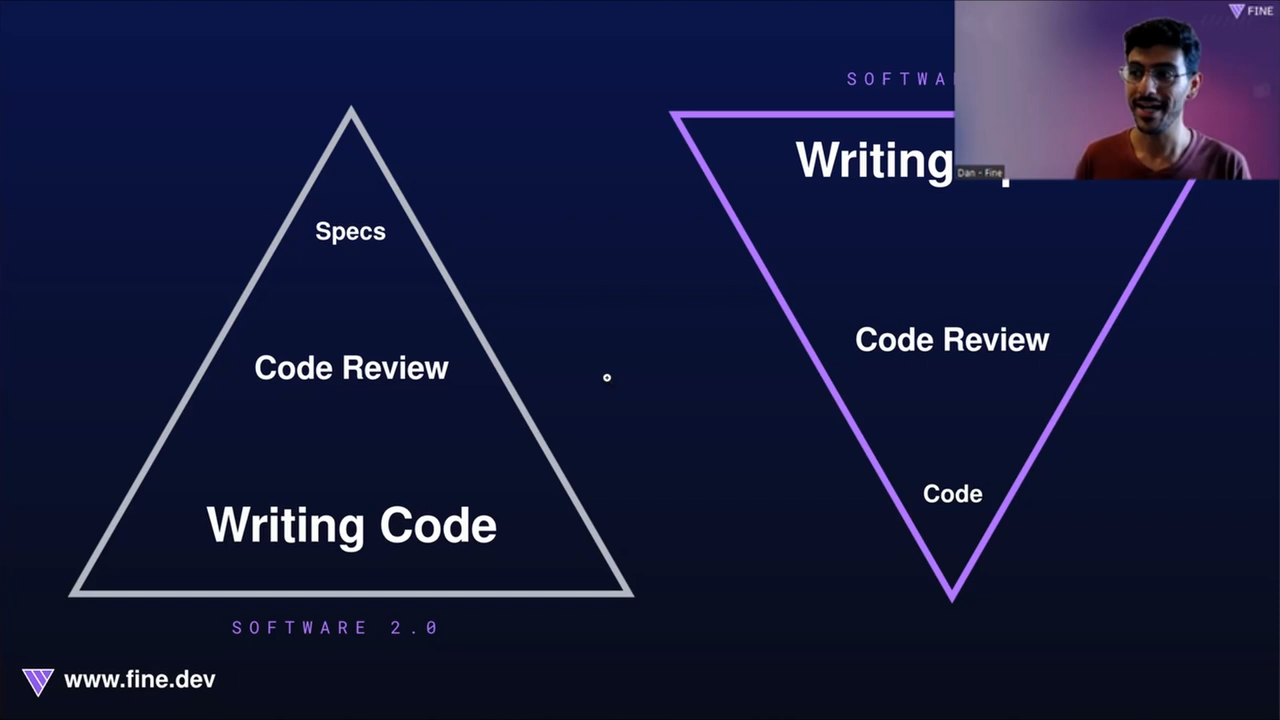 SOFTWA
Writing
Specs
Code Review
Writing Code
SOFTWARE 2.0
Code Review
Code
www.fine.dev
FINE
Dan - Fine